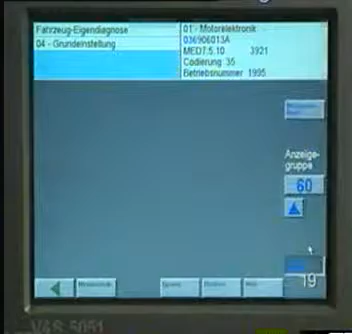 Fahrzeug-Eigendiagnose
04 - Grundeinstellung
01 - Motorelektronik
036906013A
MED7.5.10 3921
Codierung 35
Betriebsnummer 1995
Anzeige-
gruppe
60
19
VAS 5051